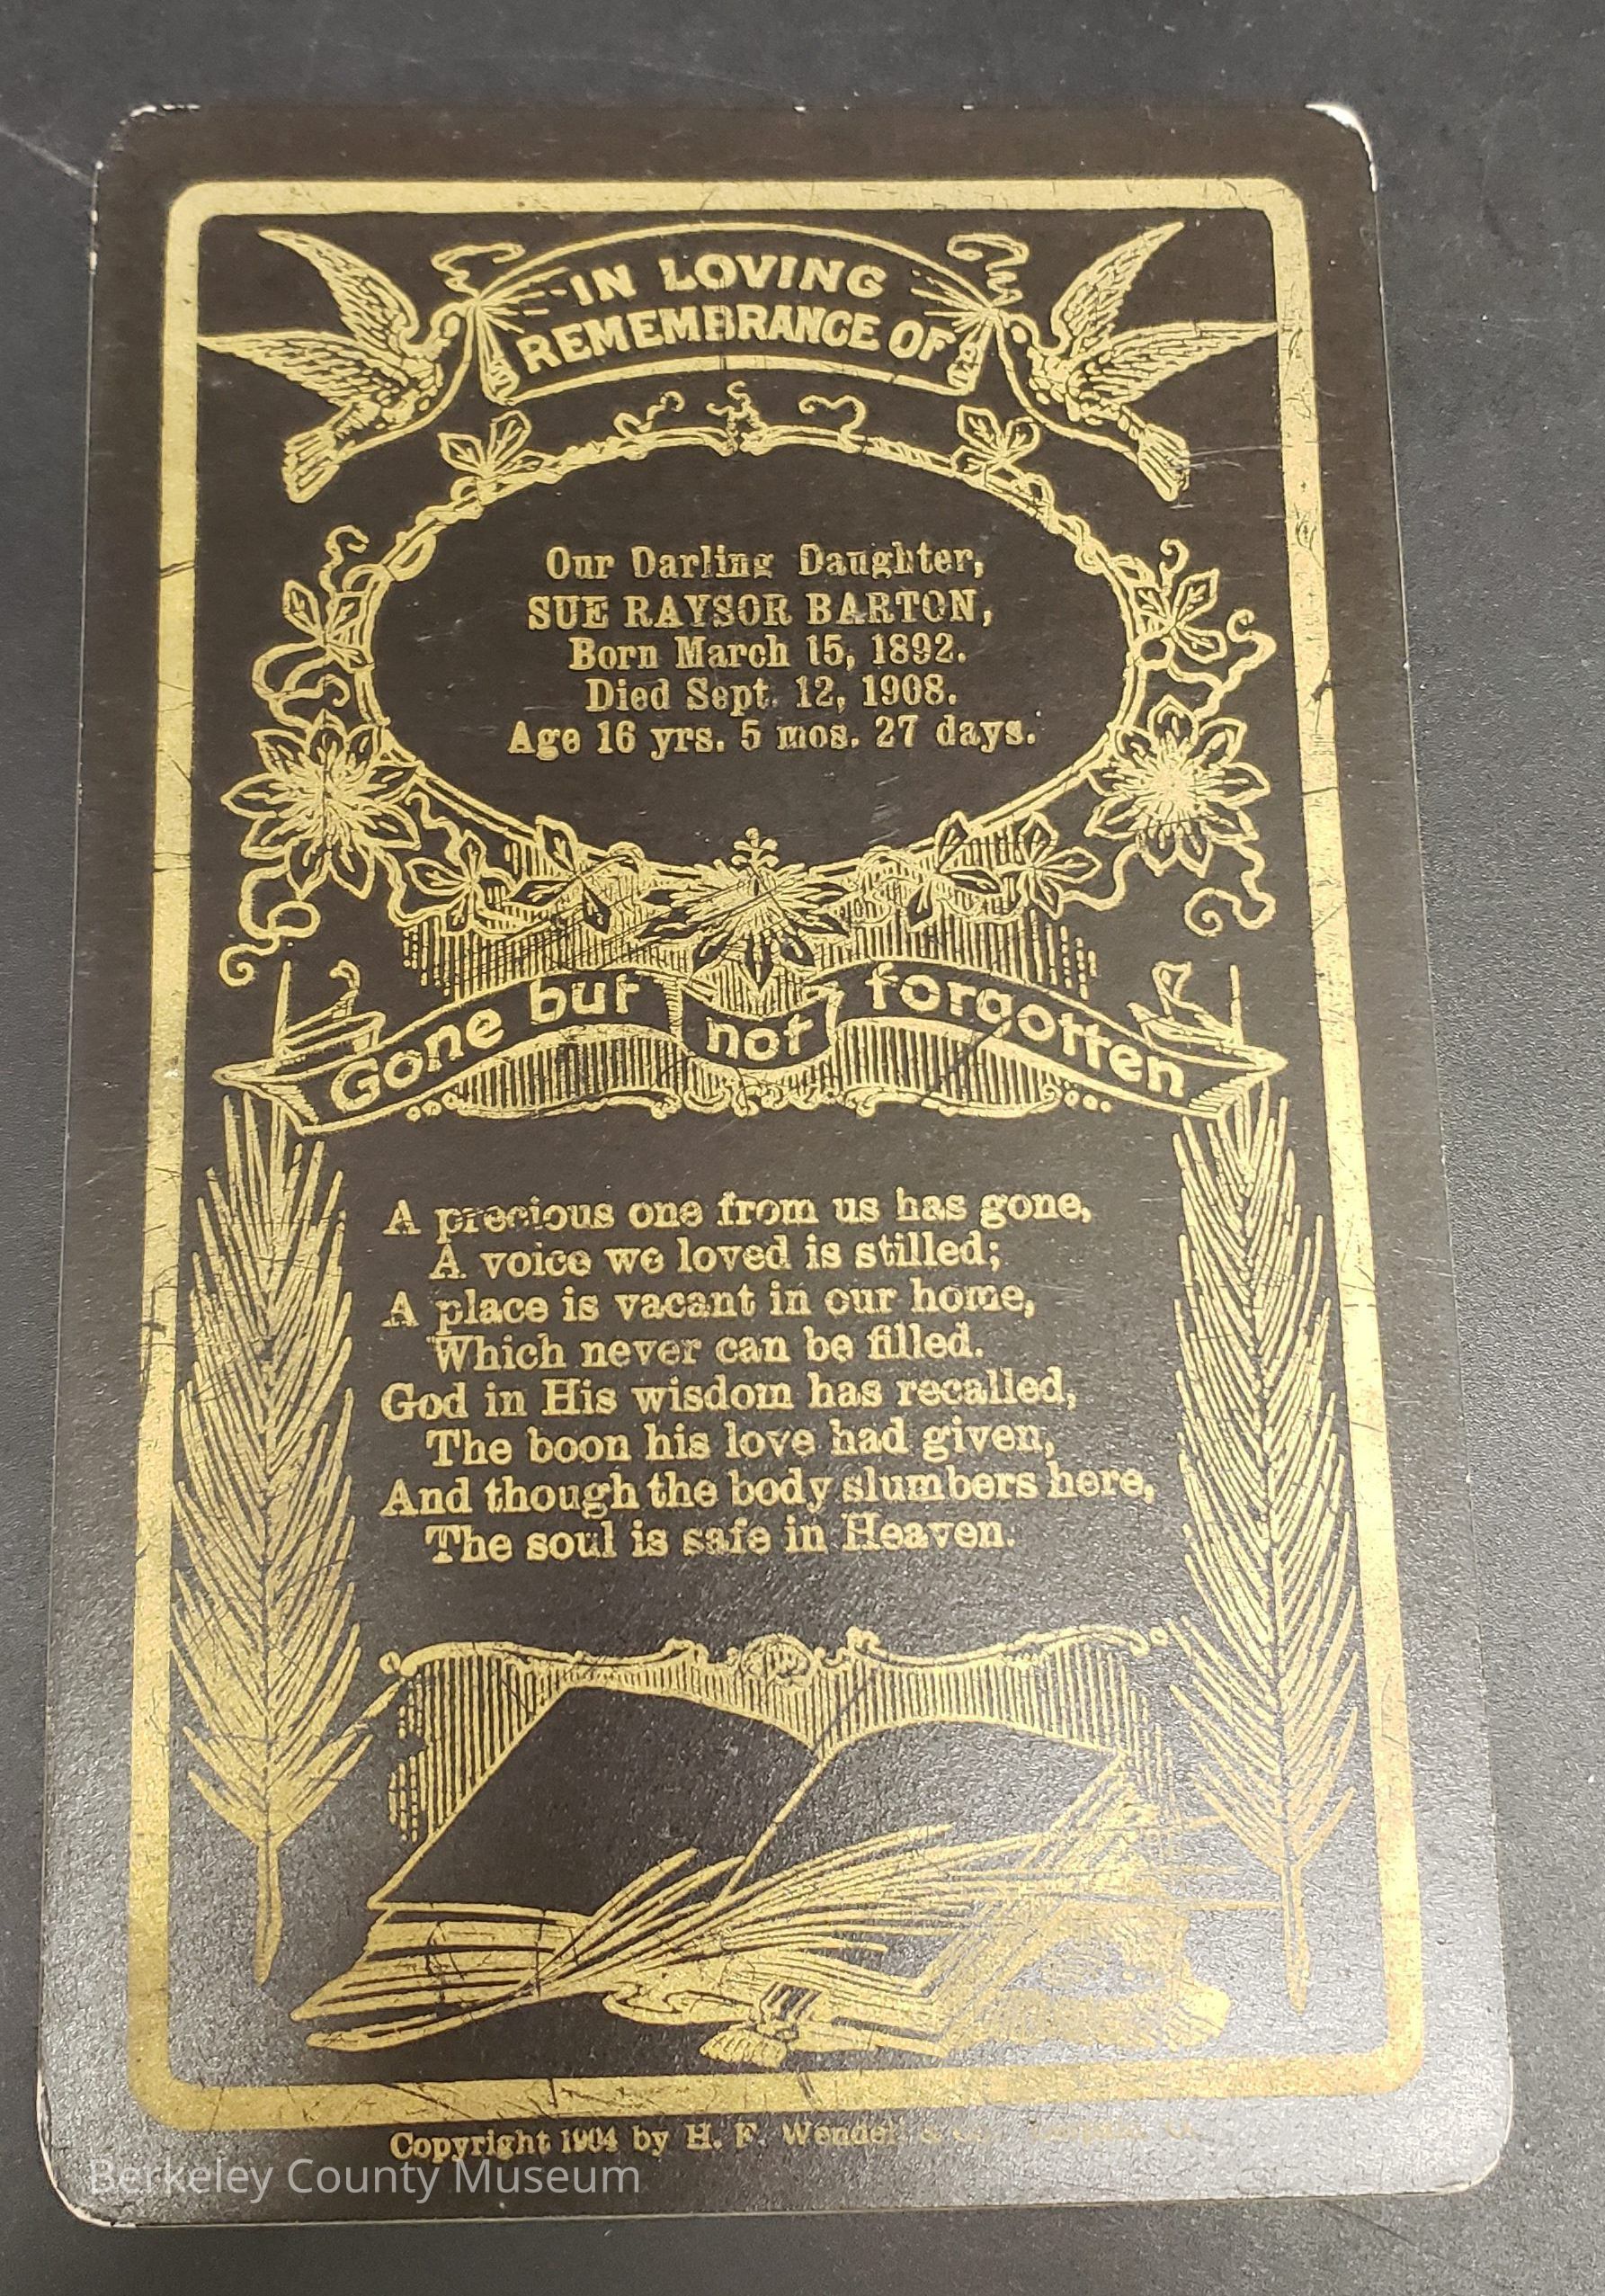 IN LOVING
REMEMBRANCE OF
Our Darling Daughter,
SUE RAYSOR BARTON,
Born March 15, 1892.
Died Sept. 12, 1908.
Age 16 yrs. 5 mos. 27 days.
Gone but not forgotten
A precious one from us has gone,
A voice we loved is stilled;
A place is vacant in our home,
Which never can be filled.
God in His wisdom has recalled,
The boon his love had given,
And though the body slumbers here,
The soul is safe in Heaven.
Copyright 1904 by H. F. Wendel
Berkeley County Museum